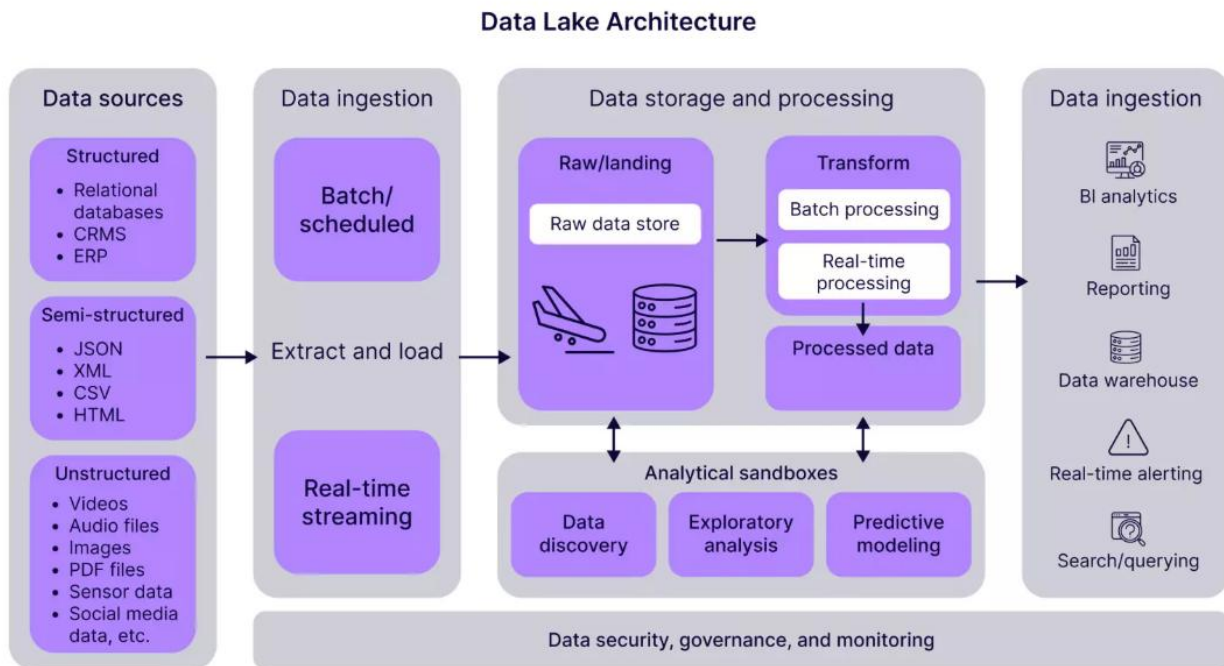 Data Lake Architecture
Data sources
Structured
• Relational
databases
• CRMS
• ERP
Semi-structured
• JSON
• XML
• CSV
• HTML
Unstructured
• Videos
• Audio files
• Images
• PDF files
• Sensor data
• Social media
data, etc.
Data ingestion
Batch/
scheduled
Extract and load
Real-time
streaming
Data storage and processing
Raw/landing
Raw data store
Transform
Batch processing
Real-time
processing
Processed data
Analytical sandboxes
Data
discovery
Exploratory
analysis
Predictive
modeling
Data ingestion
BI analytics
Reporting
Data warehouse
Real-time alerting
Search/querying
Data security, governance, and monitoring